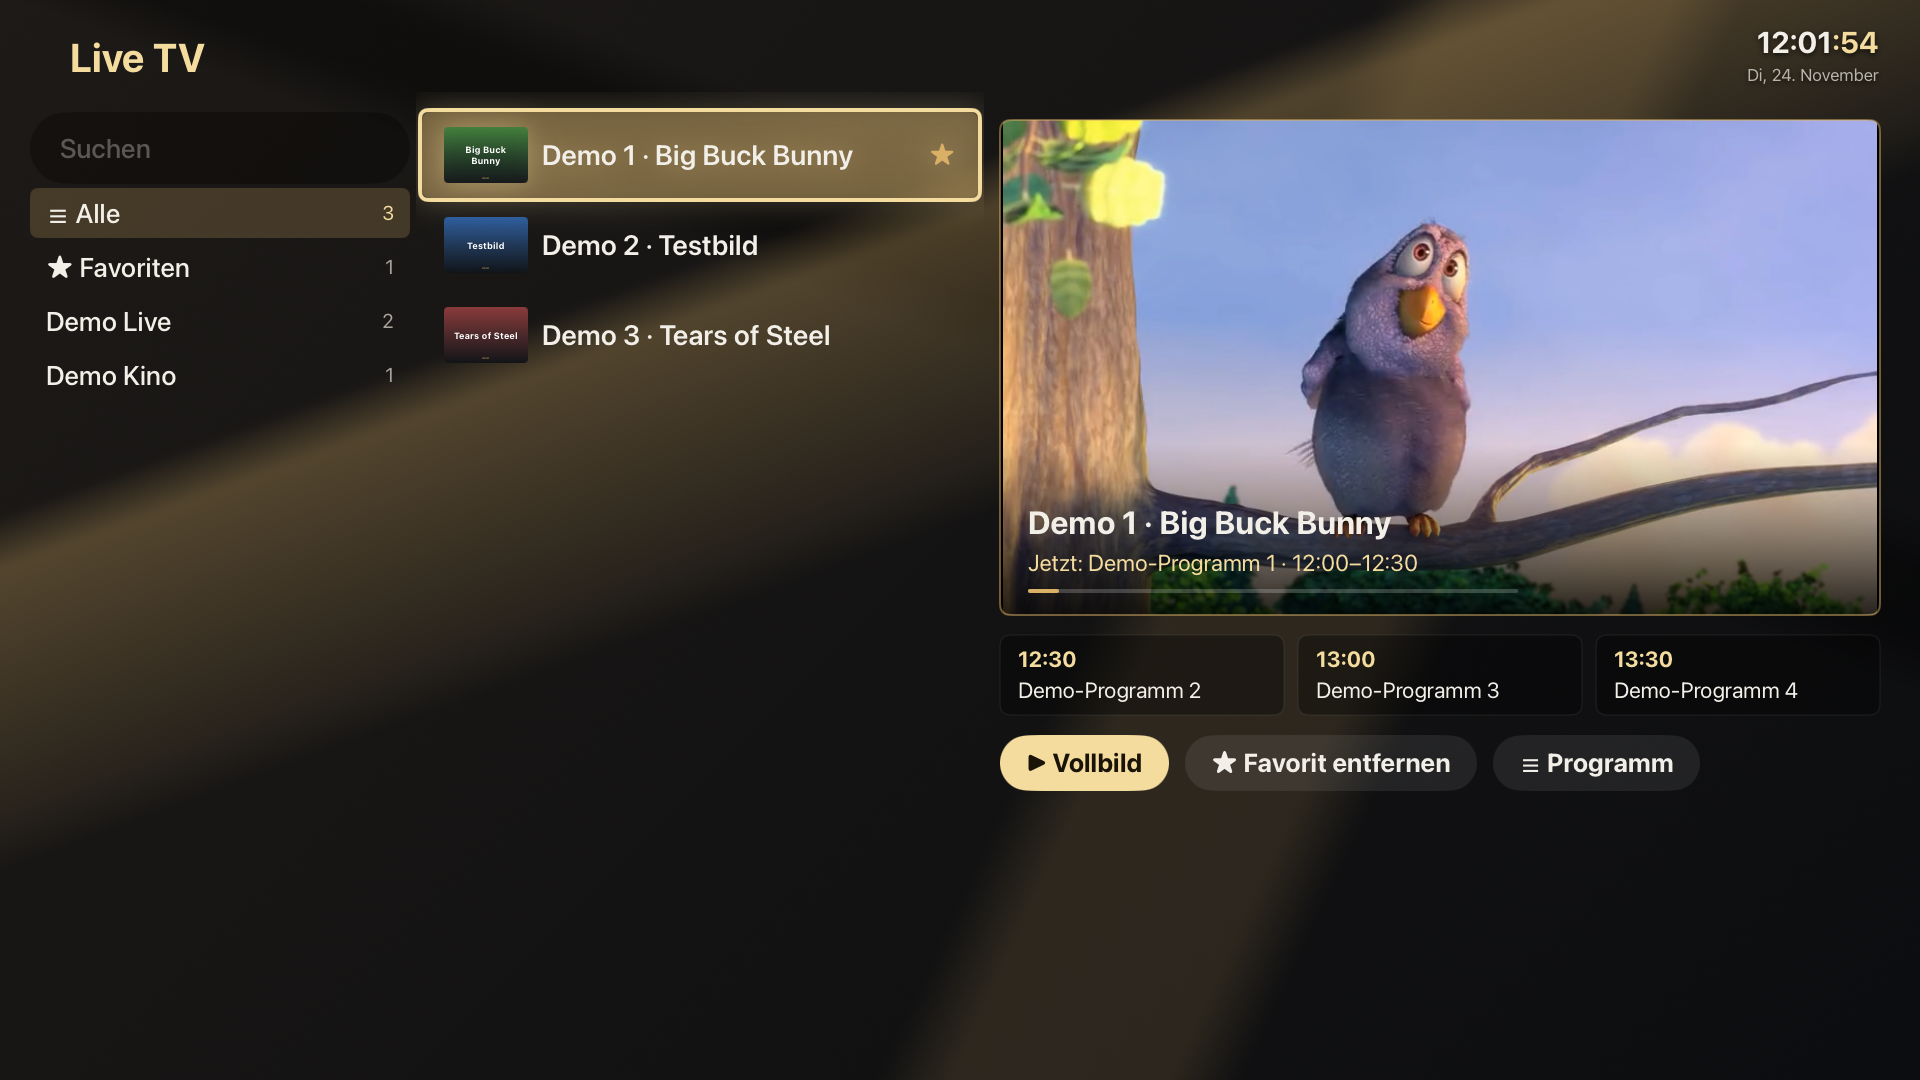 Live TV
12:01:54
Di, 24. November
Suchen
Alle 3
Favoriten 1
Demo Live 2
Demo Kino 1
Big Buck
Bunny
Demo 1 · Big Buck Bunny
Testbild
Demo 2 · Testbild
Tears of Steel
Demo 3 · Tears of Steel
Demo 1 · Big Buck Bunny
Jetzt: Demo-Programm 1 · 12:00–12:30
12:30
Demo-Programm 2
13:00
Demo-Programm 3
13:30
Demo-Programm 4
Vollbild
Favorit entfernen
Programm